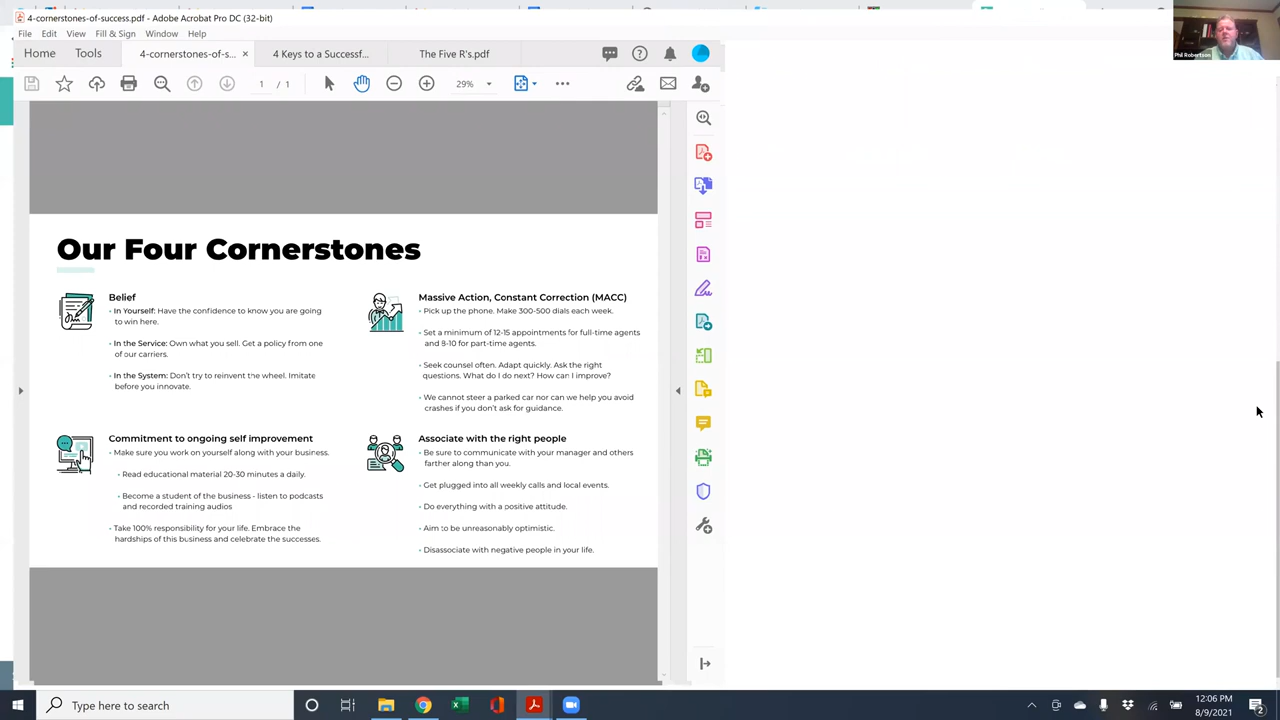 4-cornerstones-of-success.pdf - Adobe Acrobat Pro DC (32-bit)
File Edit View Fill & Sign Window Help
Home Tools 4-cornerstones-of-s... × 4 Keys to a Successf... The Five R's.pdf
1 / 1 29%
Phil Robertson
Our Four Cornerstones
Belief
• In Yourself: Have the confidence to know you are going
to win here.
• In the Service: Own what you sell. Get a policy from one
of our carriers.
• In the System: Don't try to reinvent the wheel. Imitate
before you innovate.
Massive Action, Constant Correction (MACC)
• Pick up the phone. Make 300-500 dials each week.
• Set a minimum of 12-15 appointments for full-time agents
and 8-10 for part-time agents.
• Seek counsel often. Adapt quickly. Ask the right
questions. What do I do next? How can I improve?
• We cannot steer a parked car nor can we help you avoid
crashes if you don't ask for guidance.
Commitment to ongoing self improvement
• Make sure you work on yourself along with your business.
• Read educational material 20-30 minutes a daily.
• Become a student of the business - listen to podcasts
and recorded training audios
• Take 100% responsibility for your life. Embrace the
hardships of this business and celebrate the successes.
Associate with the right people
• Be sure to communicate with your manager and others
farther along than you.
• Get plugged into all weekly calls and local events.
• Do everything with a positive attitude.
• Aim to be unreasonably optimistic.
• Disassociate with negative people in your life.
Type here to search
12:06 PM
8/9/2021
2